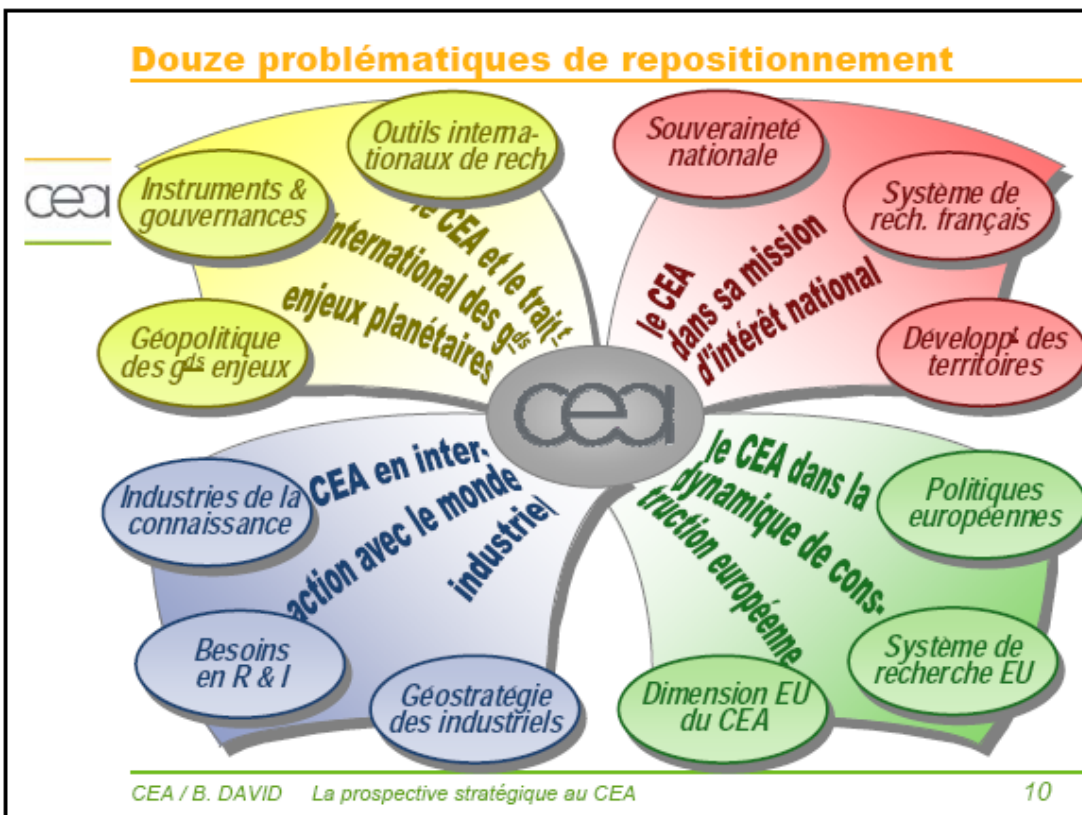 Douze problématiques de repositionnement
cea
Outils interna-
tionaux de rech
Instruments &
gouvernances
Géopolitique
des gds enjeux
le CEA et le traitt.
international des gds
enjeux planétaires
Souveraineté
nationale
Système de
rech. français
Développt des
territoires
le CEA
dans sa mission
d'intérêt national
cea
Industries de la
connaissance
Besoins
en R & I
Géostratégie
des industriels
CEA en inter-
action avec le monde
industriel
le CEA dans la
dynamique de cons-
truction européenne
Politiques
européennes
Système de
recherche EU
Dimension EU
du CEA
CEA / B. DAVID La prospective stratégique au CEA
10